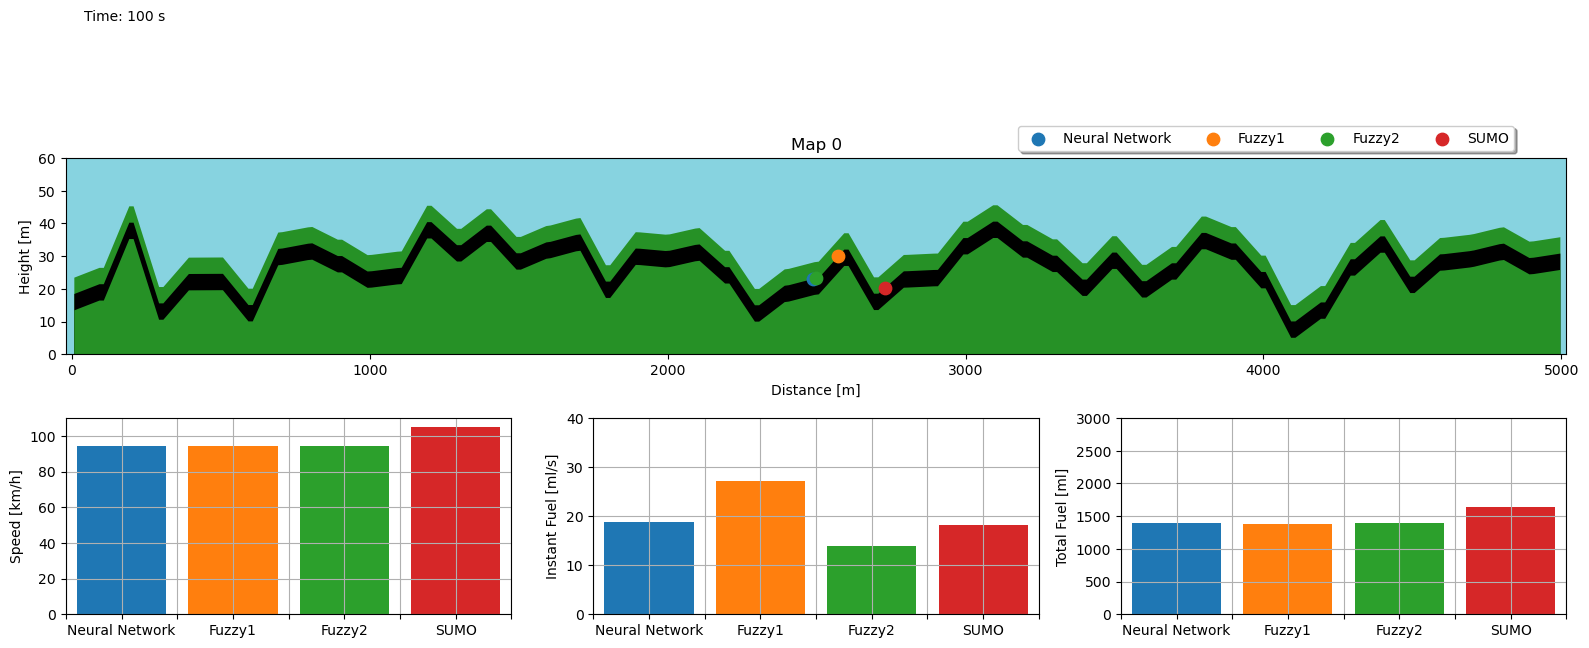 Time: 100 s
Map 0
Neural Network Fuzzy1 Fuzzy2 SUMO
Height [m]
60
50
40
30
20
10
0
0 1000 2000 3000 4000 5000
Distance [m]
Speed [km/h]
100
80
60
40
20
0
Neural Network Fuzzy1 Fuzzy2 SUMO
Instant Fuel [ml/s]
40
30
20
10
0
Neural Network Fuzzy1 Fuzzy2 SUMO
Total Fuel [ml]
3000
2500
2000
1500
1000
500
0
Neural Network Fuzzy1 Fuzzy2 SUMO